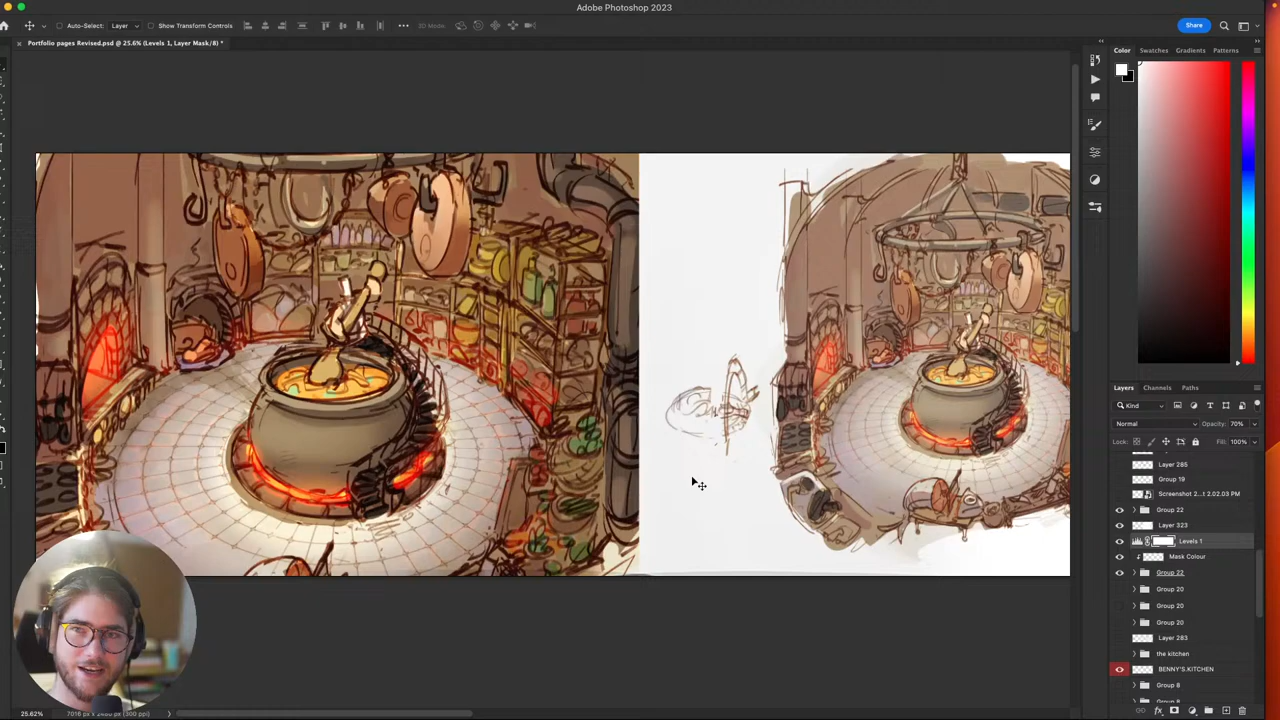 Adobe Photoshop 2023
Auto-Select: Layer Show Transform Controls ••• 3D Mode: Share
Portfolio pages Revised.psd @ 25.6% (Levels 1, Layer Mask/8) *
Color Swatches Gradients Patterns
Layers Channels Paths
Kind
Normal Opacity: 70%
Lock: Fill: 100%
Layer 285
Group 19
Screenshot 2...t 2.02.03 PM
Group 22
Layer 323
Levels 1
Mask Colour
Group 22
Group 20
Group 20
Group 20
Layer 283
the kitchen
BENNY'S.KITCHEN
Group 8
25.62%